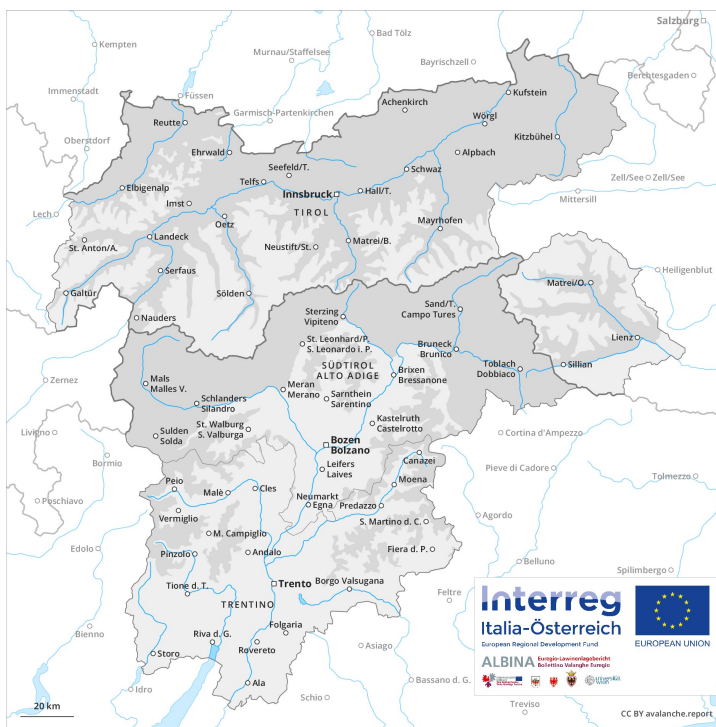 Salzburg
Kempten
Bad Tölz
Murnau/Staffelsee
Bayrischzell
Berchtesgaden
Immenstadt
Füssen
Garmisch-Partenkirchen
Achenkirch
Kufstein
Oberstdorf
Reutte
Wörgl
Kitzbühel
Ehrwald
Alpbach
Seefeld/T.
Schwaz
Zell/See
Zell/See
Elbigenalp
Telfs
Innsbruck
Hall/T.
Mittersill
Imst
TIROL
Lech
Oetz
Mayrhofen
St. Anton/A.
Landeck
Neustift/St.
Matrei/B.
Serfaus
Heiligenblut
Matrei/O.
Galtür
Sölden
Nauders
Sterzing
Vipiteno
Sand/T.
Campo Tures
Lienz
St. Leonhard/P.
S. Leonardo i. P.
Bruneck
Brunico
SÜDTIROL
ALTO ADIGE
Brixen
Bressanone
Toblach
Dobbiaco
Sillian
Zernez
Mals
Malles V.
Meran
Merano
Sarnthein
Sarentino
Schlanders
Silandro
St. Walburg
S. Valburga
Kastelruth
Castelrotto
Sulden
Solda
Livigno
Cortina d'Ampezzo
Bozen
Bolzano
Bormio
Canazei
Leifers
Laives
Pieve di Cadore
Tolmezzo
Peio
Malè
Cles
Moena
Poschiavo
Neumarkt
Egna
Predazzo
Vermiglio
Agordo
S. Martino d. C.
M. Campiglio
Edolo
Pinzolo
Andalo
Fiera d. P.
Belluno
Spilimbergo
Tione d. T.
Trento
Borgo Valsugana
Feltre
TRENTINO
Bienno
Folgaria
Riva d. G.
Rovereto
Asiago
Storo
Bassano d. G.
Idro
Ala
Schio
Treviso
20 km
Interreg
Italia-Österreich
European Regional Development Fund
EUROPEAN UNION
ALBINA Euregio-Lawinenlagebericht
Bollettino Valanghe Euregio
CC BY avalanche.report